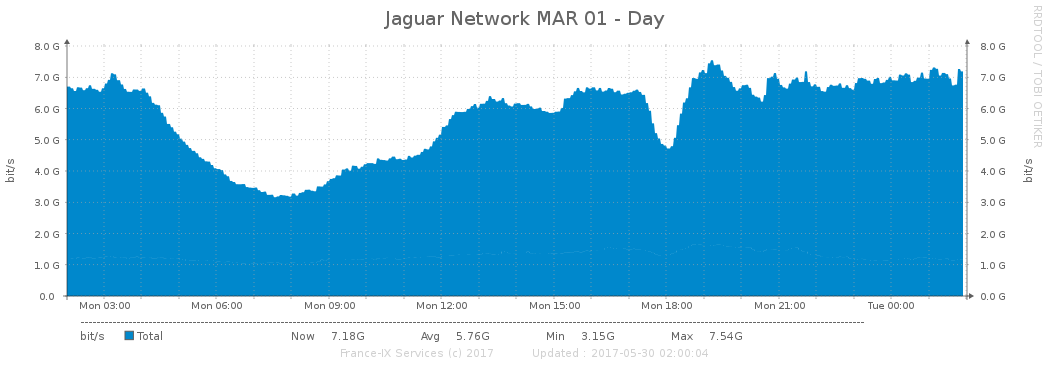 Jaguar Network MAR 01 - Day
RRDTOOL / TOBI OETIKER
8.0 G 8.0 G
7.0 G 7.0 G
6.0 G 6.0 G
5.0 G 5.0 G
4.0 G 4.0 G
3.0 G 3.0 G
2.0 G 2.0 G
1.0 G 1.0 G
0.0 0.0 G
bit/s bit/s
Mon 03:00 Mon 06:00 Mon 09:00 Mon 12:00 Mon 15:00 Mon 18:00 Mon 21:00 Tue 00:00
bit/s Total Now 7.18G Avg 5.76G Min 3.15G Max 7.54G
France-IX Services (c) 2017 Updated : 2017-05-30 02:00:04